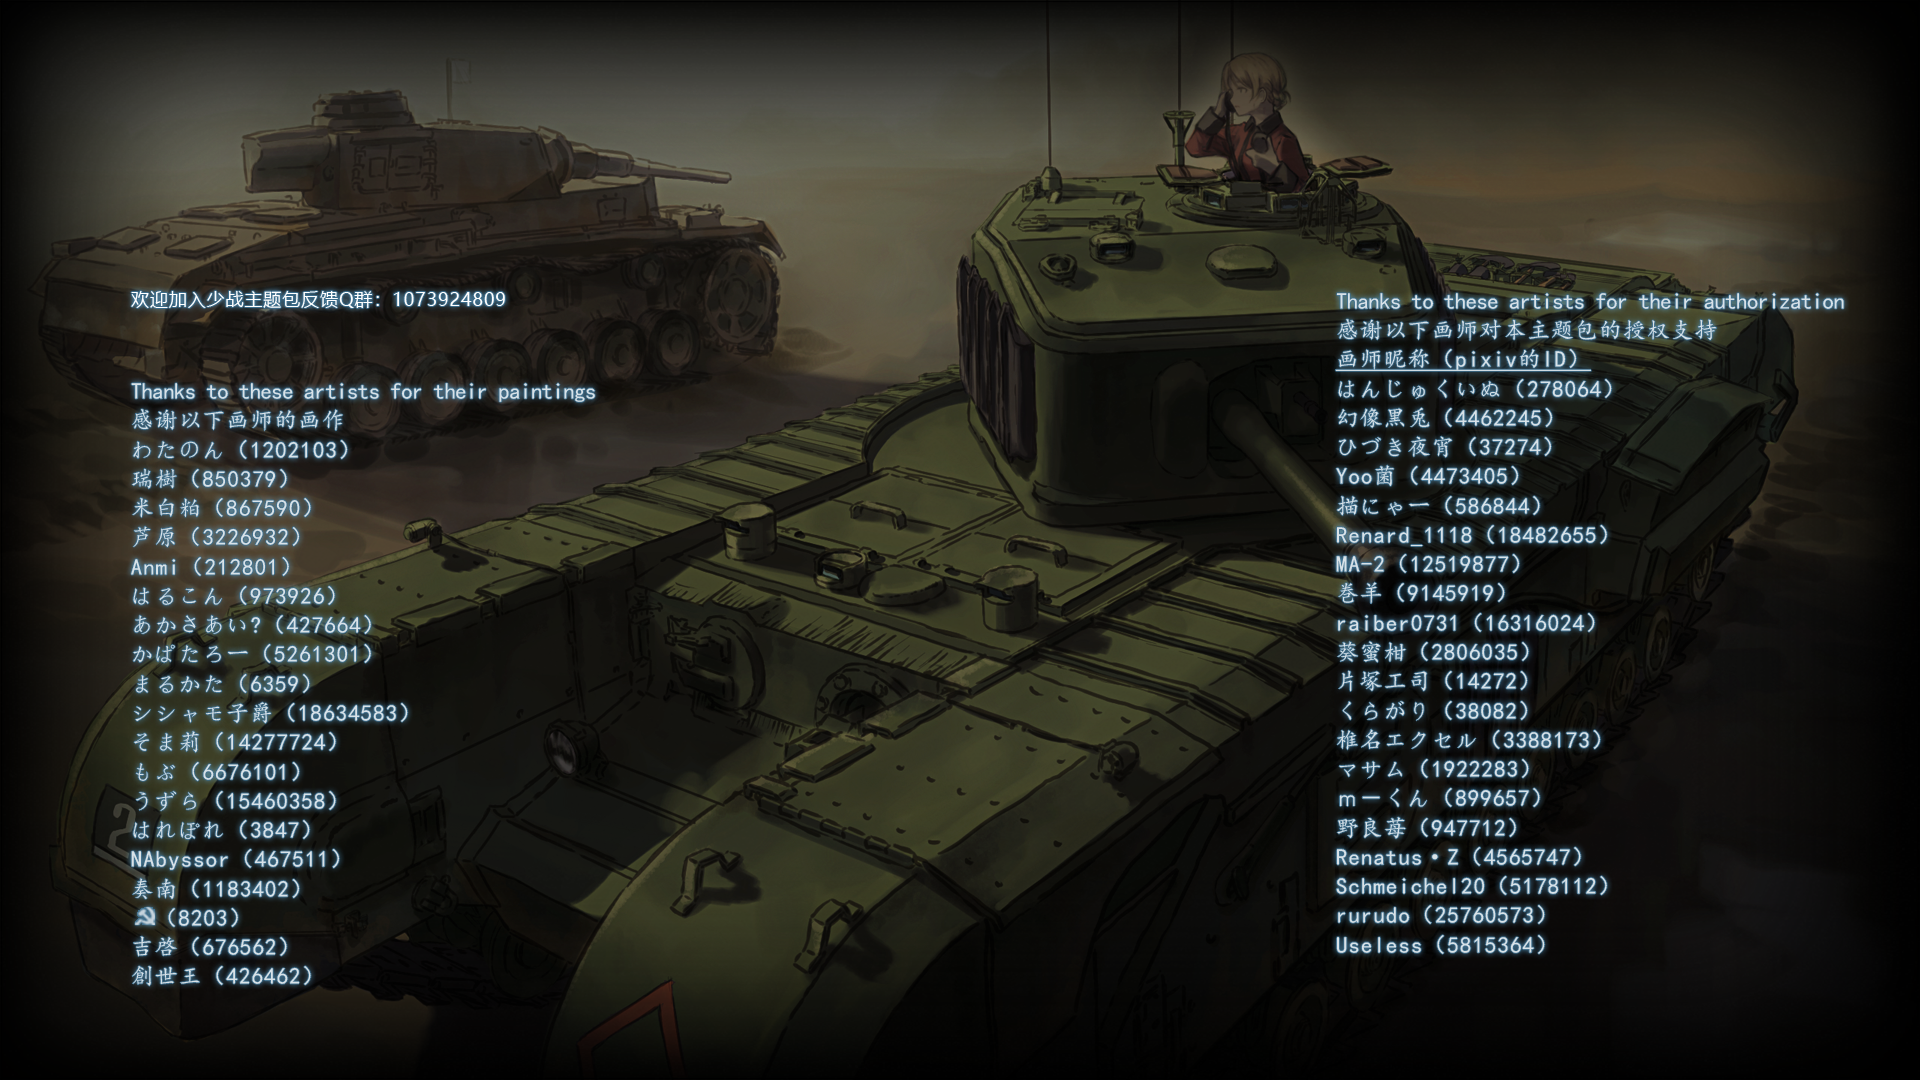 欢迎加入少战主题包反馈Q群：1073924809
Thanks to these artists for their paintings
感谢以下画师的画作
わたのん（1202103）
瑞樹（850379）
米白粕（867590）
芦原（3226932）
Anmi（212801）
はるこん（973926）
あかさあい?（427664）
かぱたろー（5261301）
まるかた（6359）
シシャモ子爵（18634583）
そま莉（14277724）
もぶ（6676101）
うずら（15460358）
はれぽれ（3847）
NAbyssor（467511）
奏南（1183402）
☭（8203）
吉啓（676562）
創世王（426462）
Thanks to these artists for their authorization
感谢以下画师对本主题包的授权支持
画师昵称（pixiv的ID）
はんじゅくいぬ（278064）
幻像黑兎（4462245）
ひづき夜宵（37274）
Yoo菌（4473405）
描にゃー（586844）
Renard_1118（18482655）
MA-2（12519877）
巻羊（9145919）
raiber0731（16316024）
葵蜜柑（2806035）
片塚工司（14272）
くらがり（38082）
椎名エクセル（3388173）
マサム（1922283）
ｍーくん（899657）
野良苺（947712）
Renatus·Z（4565747）
Schmeichel20（5178112）
rurudo（25760573）
Useless（5815364）
2